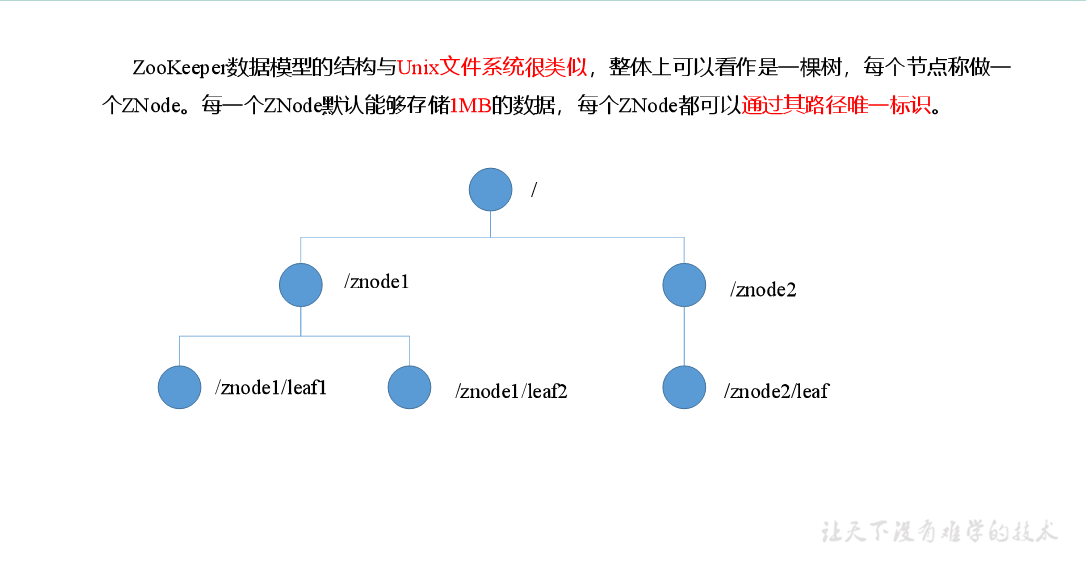 ZooKeeper数据模型的结构与Unix文件系统很类似，整体上可以看作是一棵树，每个节点称做一
个ZNode。每一个ZNode默认能够存储1MB的数据，每个ZNode都可以通过其路径唯一标识。
/
/znode1
/znode2
/znode1/leaf1
/znode1/leaf2
/znode2/leaf
让天下没有难学的技术